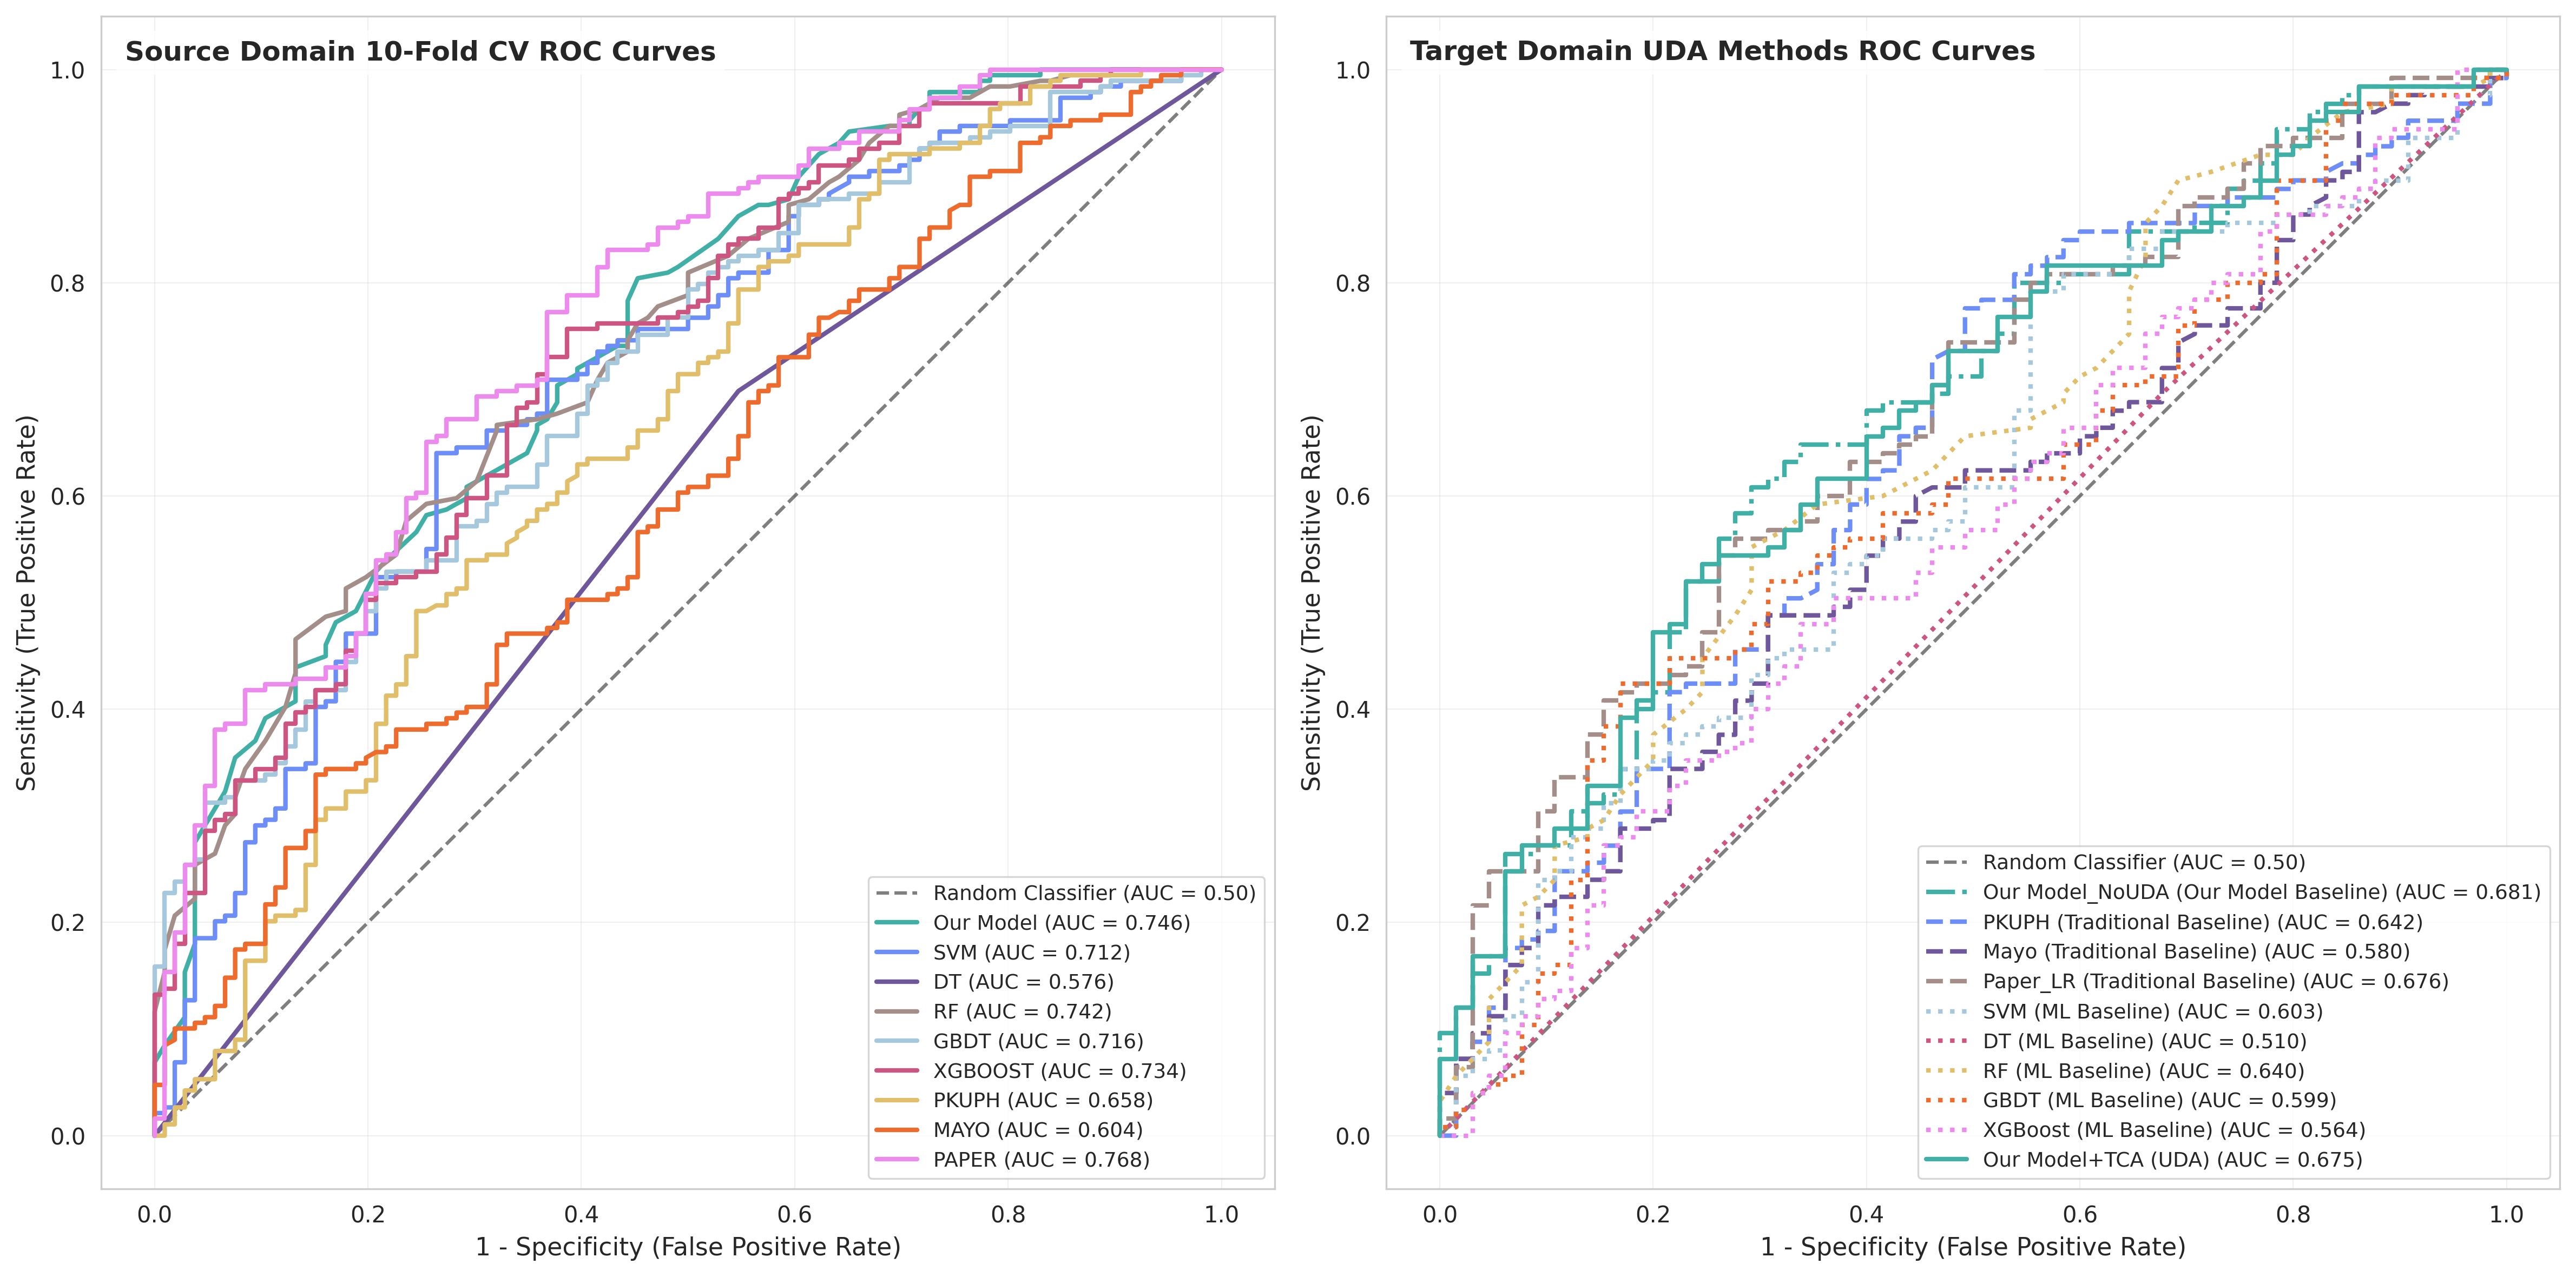 Source Domain 10-Fold CV ROC Curves
Sensitivity (True Positive Rate)
1.0
0.8
0.6
0.4
0.2
0.0
Random Classifier (AUC = 0.50)
Our Model (AUC = 0.746)
SVM (AUC = 0.712)
DT (AUC = 0.576)
RF (AUC = 0.742)
GBDT (AUC = 0.716)
XGBOOST (AUC = 0.734)
PKUPH (AUC = 0.658)
MAYO (AUC = 0.604)
PAPER (AUC = 0.768)
0.0 0.2 0.4 0.6 0.8 1.0
1 - Specificity (False Positive Rate)
Target Domain UDA Methods ROC Curves
Sensitivity (True Positive Rate)
1.0
0.8
0.6
0.4
0.2
0.0
Random Classifier (AUC = 0.50)
Our Model_NoUDA (Our Model Baseline) (AUC = 0.681)
PKUPH (Traditional Baseline) (AUC = 0.642)
Mayo (Traditional Baseline) (AUC = 0.580)
Paper_LR (Traditional Baseline) (AUC = 0.676)
SVM (ML Baseline) (AUC = 0.603)
DT (ML Baseline) (AUC = 0.510)
RF (ML Baseline) (AUC = 0.640)
GBDT (ML Baseline) (AUC = 0.599)
XGBoost (ML Baseline) (AUC = 0.564)
Our Model+TCA (UDA) (AUC = 0.675)
0.0 0.2 0.4 0.6 0.8 1.0
1 - Specificity (False Positive Rate)